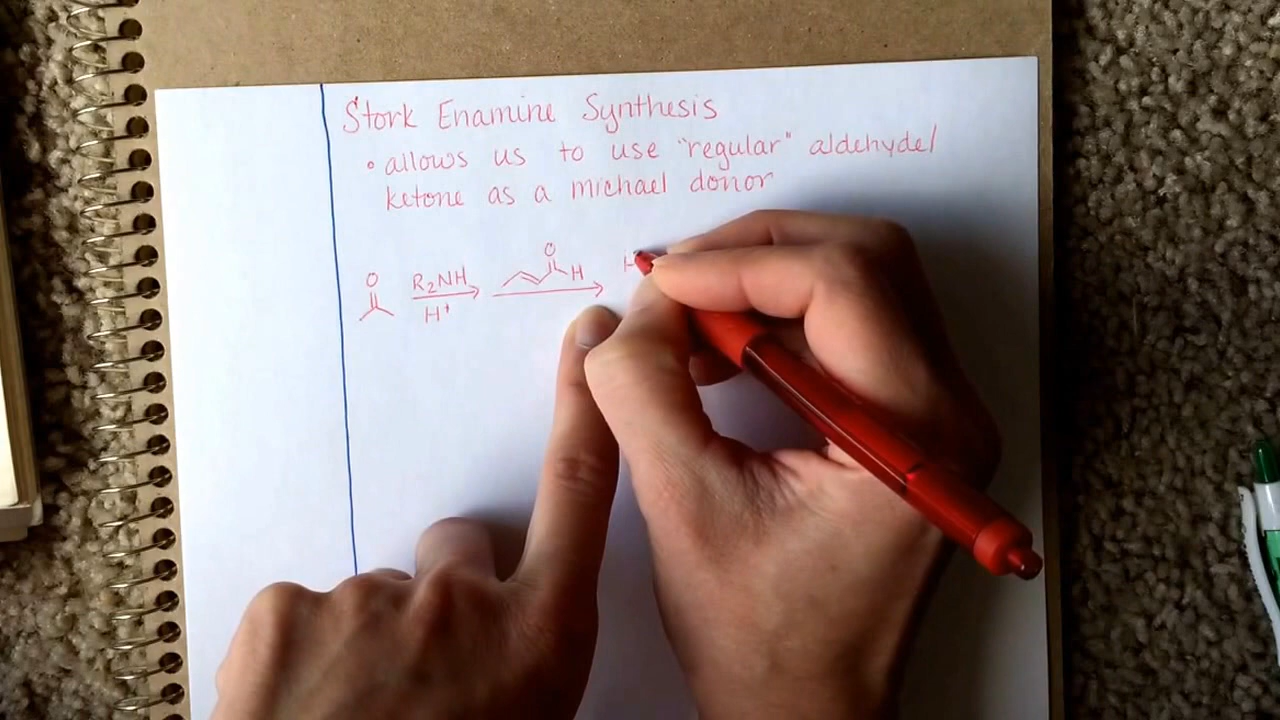 Stork Enamine Synthesis
• allows us to use "regular" aldehyde/
ketone as a michael donor
O
O R₂NH H
H⁺
H